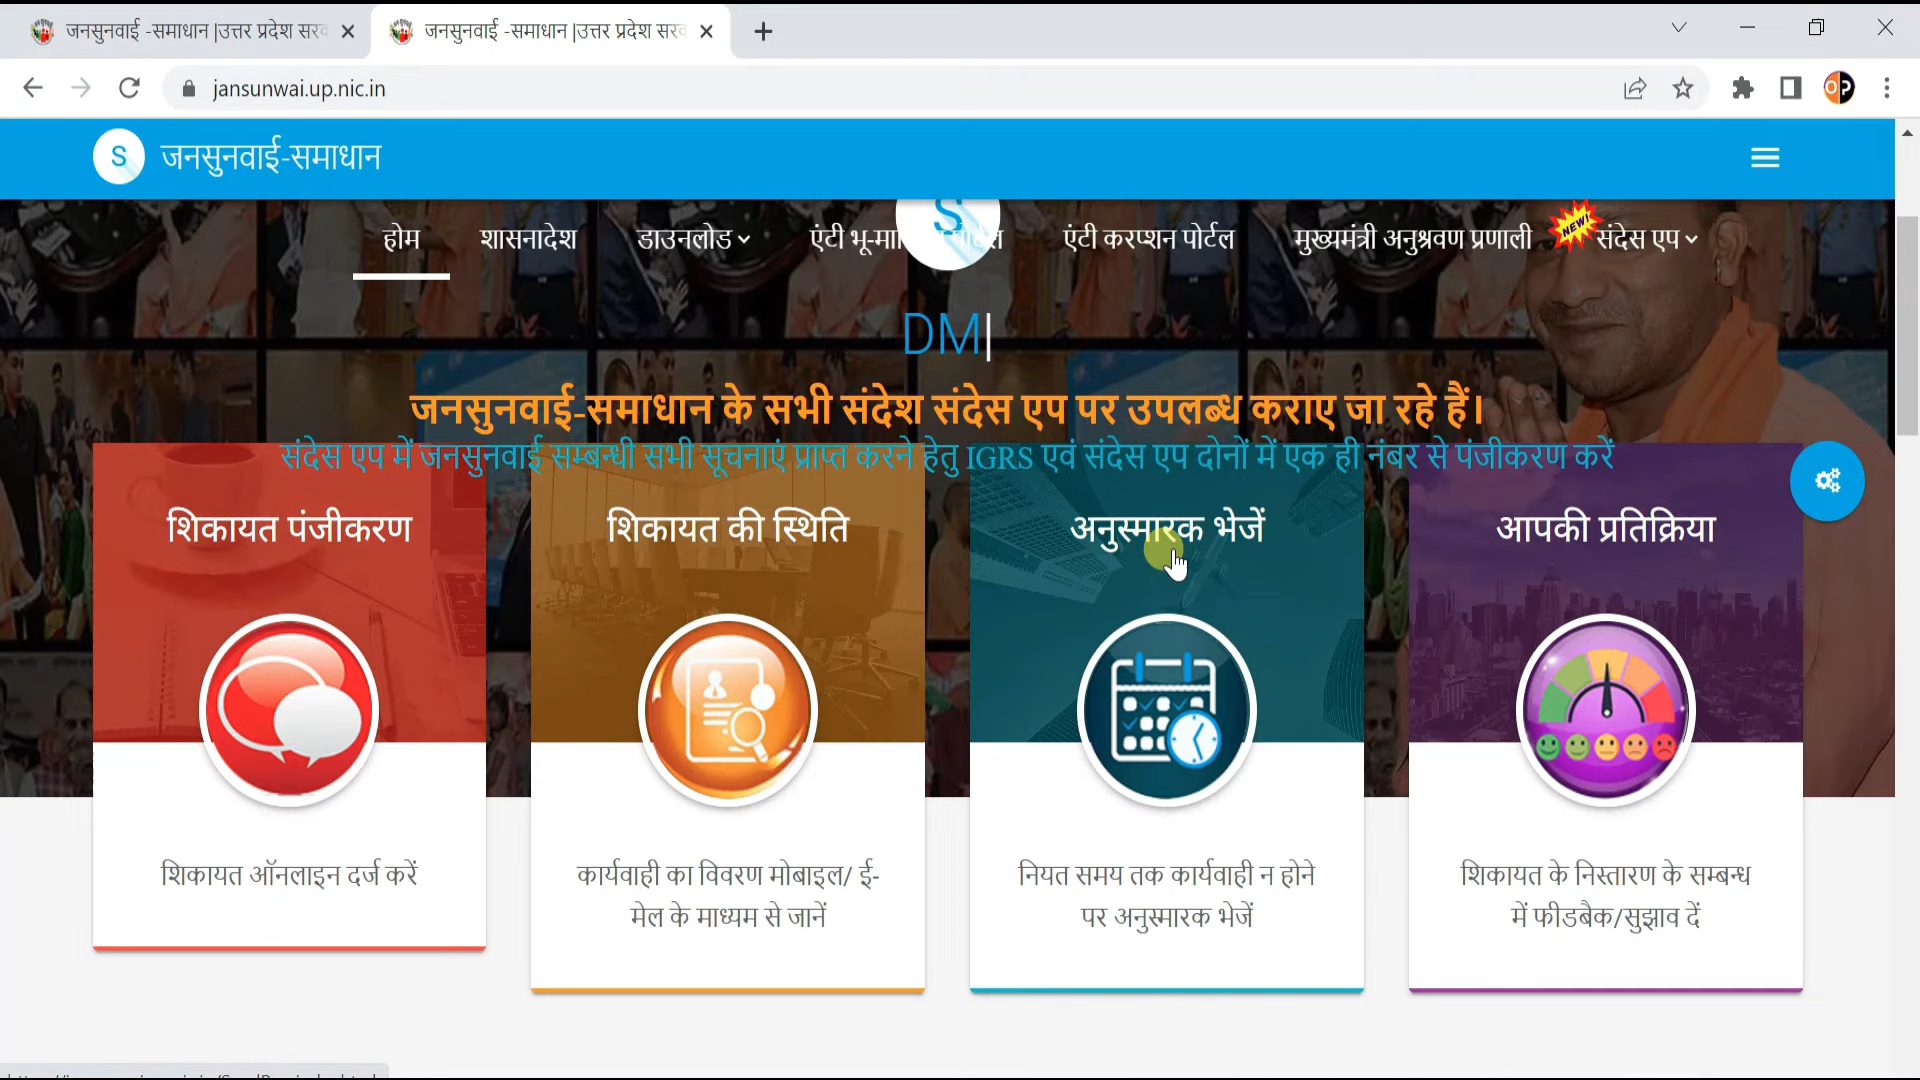 जनसुनवाई -समाधान |उत्तर प्रदेश सरव
जनसुनवाई -समाधान |उत्तर प्रदेश सरव
jansunwai.up.nic.in
OP
S जनसुनवाई-समाधान
S
होम शासनादेश डाउनलोड एंटी करप्शन पोर्टल मुख्यमंत्री अनुश्रवण प्रणाली NEW! संदेस एप
DM
जनसुनवाई-समाधान के सभी संदेश संदेस एप पर उपलब्ध कराए जा रहे हैं।
संदेस एप में जनसुनवाई सम्बन्धी सभी सूचनाएं प्राप्त करने हेतु IGRS एवं संदेस एप दोनों में एक ही नंबर से पंजीकरण करें
शिकायत पंजीकरण
शिकायत ऑनलाइन दर्ज करें
शिकायत की स्थिति
कार्यवाही का विवरण मोबाइल/ ई-
मेल के माध्यम से जानें
अनुस्मारक भेजें
नियत समय तक कार्यवाही न होने
पर अनुस्मारक भेजें
आपकी प्रतिक्रिया
शिकायत के निस्तारण के सम्बन्ध
में फीडबैक/सुझाव दें